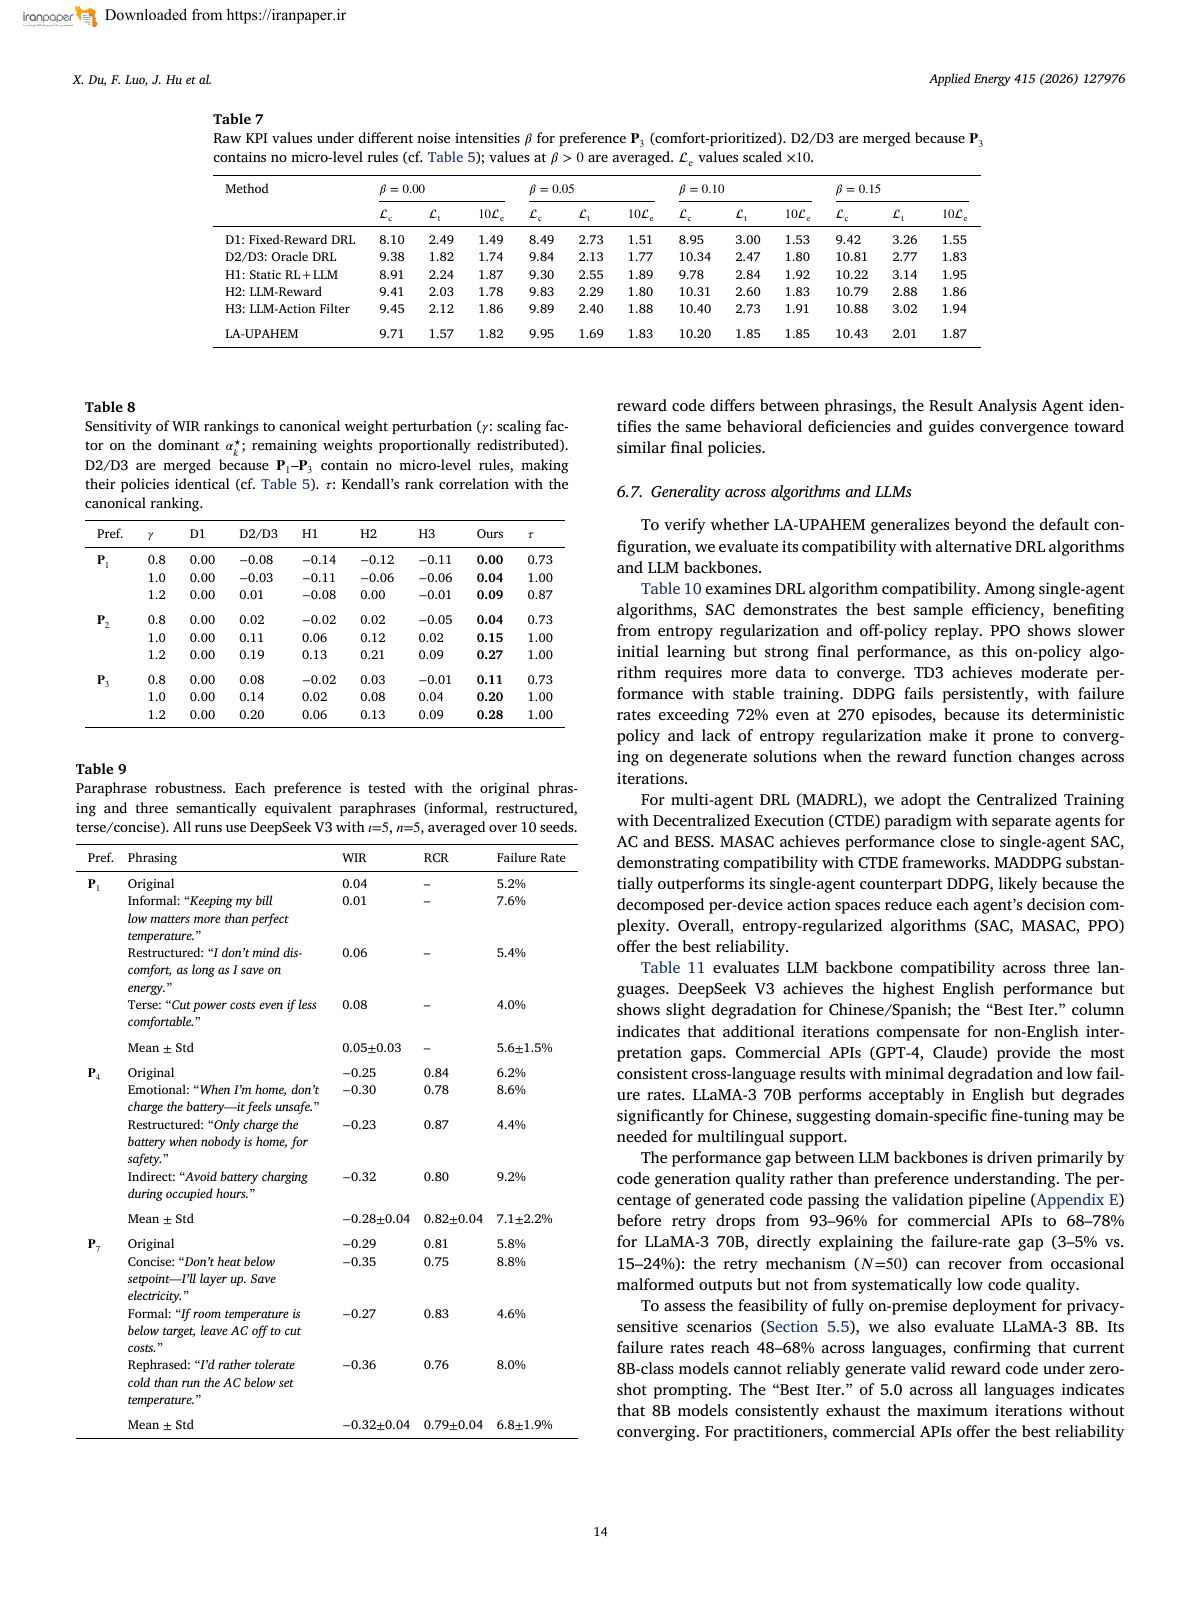 iranpaper Downloaded from https://iranpaper.ir
X. Du, F. Luo, J. Hu et al.
Applied Energy 415 (2026) 127976
Table 7
Raw KPI values under different noise intensities β for preference P₃ (comfort-prioritized). D2/D3 are merged because P₃
contains no micro-level rules (cf. Table 5); values at β > 0 are averaged. ℒₑ values scaled ×10.
Method β = 0.00 β = 0.05 β = 0.10 β = 0.15
ℒc ℒt 10ℒe ℒc ℒt 10ℒe ℒc ℒt 10ℒe ℒc ℒt 10ℒe
D1: Fixed-Reward DRL 8.10 2.49 1.49 8.49 2.73 1.51 8.95 3.00 1.53 9.42 3.26 1.55
D2/D3: Oracle DRL 9.38 1.82 1.74 9.84 2.13 1.77 10.34 2.47 1.80 10.81 2.77 1.83
H1: Static RL+LLM 8.91 2.24 1.87 9.30 2.55 1.89 9.78 2.84 1.92 10.22 3.14 1.95
H2: LLM-Reward 9.41 2.03 1.78 9.83 2.29 1.80 10.31 2.60 1.83 10.79 2.88 1.86
H3: LLM-Action Filter 9.45 2.12 1.86 9.89 2.40 1.88 10.40 2.73 1.91 10.88 3.02 1.94
LA-UPAHEM 9.71 1.57 1.82 9.95 1.69 1.83 10.20 1.85 1.85 10.43 2.01 1.87
Table 8
Sensitivity of WIR rankings to canonical weight perturbation (γ: scaling fac-
tor on the dominant α*k; remaining weights proportionally redistributed).
D2/D3 are merged because P₁–P₃ contain no micro-level rules, making
their policies identical (cf. Table 5). τ: Kendall's rank correlation with the
canonical ranking.
Pref. γ D1 D2/D3 H1 H2 H3 Ours τ
P₁ 0.8 0.00 −0.08 −0.14 −0.12 −0.11 0.00 0.73
1.0 0.00 −0.03 −0.11 −0.06 −0.06 0.04 1.00
1.2 0.00 0.01 −0.08 0.00 −0.01 0.09 0.87
P₂ 0.8 0.00 0.02 −0.02 0.02 −0.05 0.04 0.73
1.0 0.00 0.11 0.06 0.12 0.02 0.15 1.00
1.2 0.00 0.19 0.13 0.21 0.09 0.27 1.00
P₃ 0.8 0.00 0.08 −0.02 0.03 −0.01 0.11 0.73
1.0 0.00 0.14 0.02 0.08 0.04 0.20 1.00
1.2 0.00 0.20 0.06 0.13 0.09 0.28 1.00
Table 9
Paraphrase robustness. Each preference is tested with the original phras-
ing and three semantically equivalent paraphrases (informal, restructured,
terse/concise). All runs use DeepSeek V3 with ι=5, n=5, averaged over 10 seeds.
Pref. Phrasing WIR RCR Failure Rate
P₁ Original 0.04 – 5.2%
Informal: “Keeping my bill 0.01 – 7.6%
low matters more than perfect
temperature.”
Restructured: “I don't mind dis- 0.06 – 5.4%
comfort, as long as I save on
energy.”
Terse: “Cut power costs even if less 0.08 – 4.0%
comfortable.”
Mean ± Std 0.05±0.03 – 5.6±1.5%
P₄ Original −0.25 0.84 6.2%
Emotional: “When I'm home, don't −0.30 0.78 8.6%
charge the battery—it feels unsafe.”
Restructured: “Only charge the −0.23 0.87 4.4%
battery when nobody is home, for
safety.”
Indirect: “Avoid battery charging −0.32 0.80 9.2%
during occupied hours.”
Mean ± Std −0.28±0.04 0.82±0.04 7.1±2.2%
P₇ Original −0.29 0.81 5.8%
Concise: “Don't heat below −0.35 0.75 8.8%
setpoint—I'll layer up. Save
electricity.”
Formal: “If room temperature is −0.27 0.83 4.6%
below target, leave AC off to cut
costs.”
Rephrased: “I'd rather tolerate −0.36 0.76 8.0%
cold than run the AC below set
temperature.”
Mean ± Std −0.32±0.04 0.79±0.04 6.8±1.9%
reward code differs between phrasings, the Result Analysis Agent iden-
tifies the same behavioral deficiencies and guides convergence toward
similar final policies.
6.7. Generality across algorithms and LLMs
To verify whether LA-UPAHEM generalizes beyond the default con-
figuration, we evaluate its compatibility with alternative DRL algorithms
and LLM backbones.
Table 10 examines DRL algorithm compatibility. Among single-agent
algorithms, SAC demonstrates the best sample efficiency, benefiting
from entropy regularization and off-policy replay. PPO shows slower
initial learning but strong final performance, as this on-policy algo-
rithm requires more data to converge. TD3 achieves moderate per-
formance with stable training. DDPG fails persistently, with failure
rates exceeding 72% even at 270 episodes, because its deterministic
policy and lack of entropy regularization make it prone to converg-
ing on degenerate solutions when the reward function changes across
iterations.
For multi-agent DRL (MADRL), we adopt the Centralized Training
with Decentralized Execution (CTDE) paradigm with separate agents for
AC and BESS. MASAC achieves performance close to single-agent SAC,
demonstrating compatibility with CTDE frameworks. MADDPG substan-
tially outperforms its single-agent counterpart DDPG, likely because the
decomposed per-device action spaces reduce each agent's decision com-
plexity. Overall, entropy-regularized algorithms (SAC, MASAC, PPO)
offer the best reliability.
Table 11 evaluates LLM backbone compatibility across three lan-
guages. DeepSeek V3 achieves the highest English performance but
shows slight degradation for Chinese/Spanish; the “Best Iter.” column
indicates that additional iterations compensate for non-English inter-
pretation gaps. Commercial APIs (GPT-4, Claude) provide the most
consistent cross-language results with minimal degradation and low fail-
ure rates. LLaMA-3 70B performs acceptably in English but degrades
significantly for Chinese, suggesting domain-specific fine-tuning may be
needed for multilingual support.
The performance gap between LLM backbones is driven primarily by
code generation quality rather than preference understanding. The per-
centage of generated code passing the validation pipeline (Appendix E)
before retry drops from 93–96% for commercial APIs to 68–78%
for LLaMA-3 70B, directly explaining the failure-rate gap (3–5% vs.
15–24%): the retry mechanism (N=50) can recover from occasional
malformed outputs but not from systematically low code quality.
To assess the feasibility of fully on-premise deployment for privacy-
sensitive scenarios (Section 5.5), we also evaluate LLaMA-3 8B. Its
failure rates reach 48–68% across languages, confirming that current
8B-class models cannot reliably generate valid reward code under zero-
shot prompting. The “Best Iter.” of 5.0 across all languages indicates
that 8B models consistently exhaust the maximum iterations without
converging. For practitioners, commercial APIs offer the best reliability
14